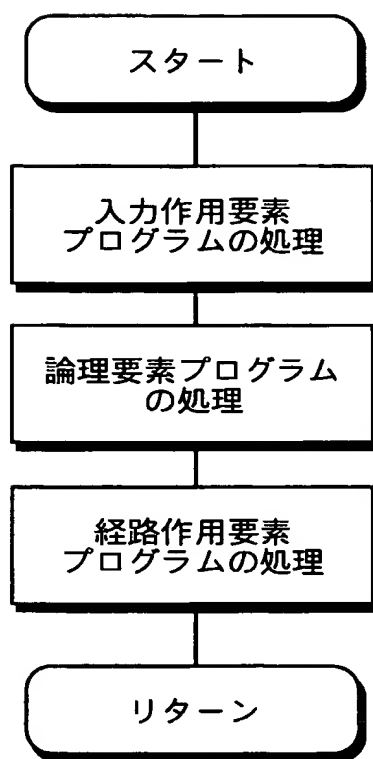 スタート
入力作用要素
プログラムの処理
論理要素プログラム
の処理
経路作用要素
プログラムの処理
リターン